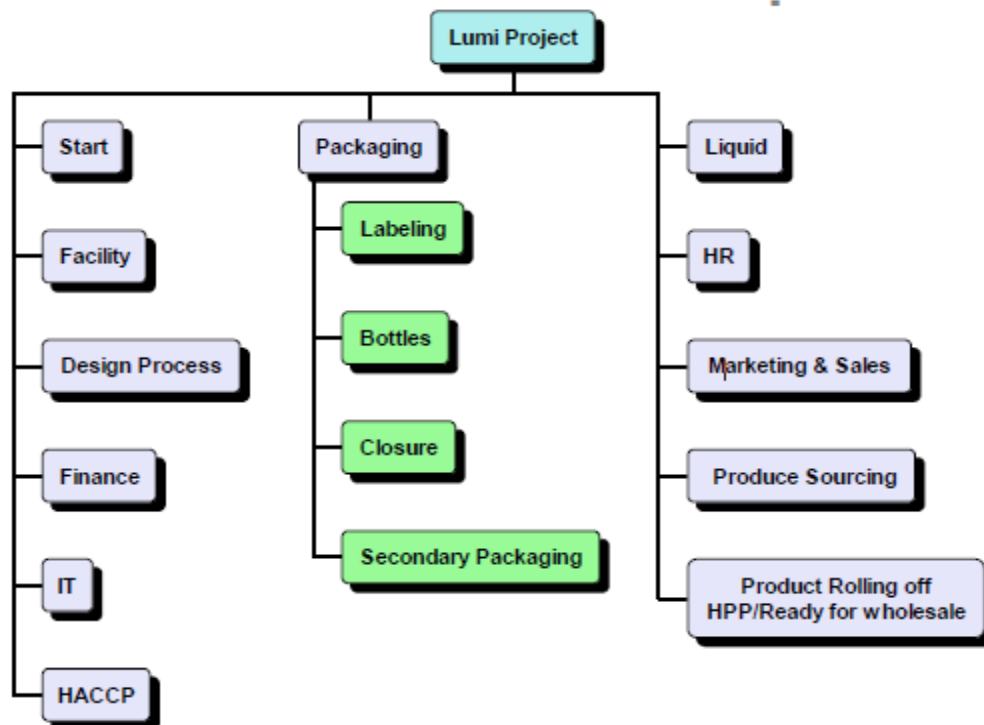 Lumi Project
Start
Facility
Design Process
Finance
IT
HACCP
Packaging
Labeling
Bottles
Closure
Secondary Packaging
Liquid
HR
Marketing & Sales
Produce Sourcing
Product Rolling off
HPP/Ready for wholesale